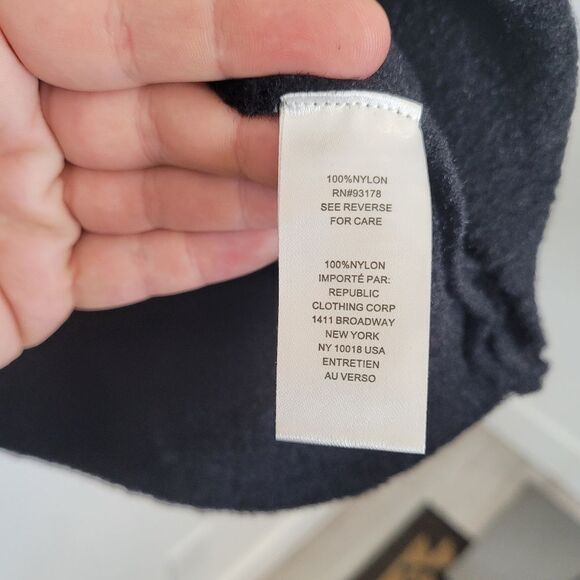 100%NYLON
RN#93178
SEE REVERSE
FOR CARE
100%NYLON
IMPORTÉ PAR:
REPUBLIC
CLOTHING CORP
1411 BROADWAY
NEW YORK
NY 10018 USA
ENTRETIEN
AU VERSO